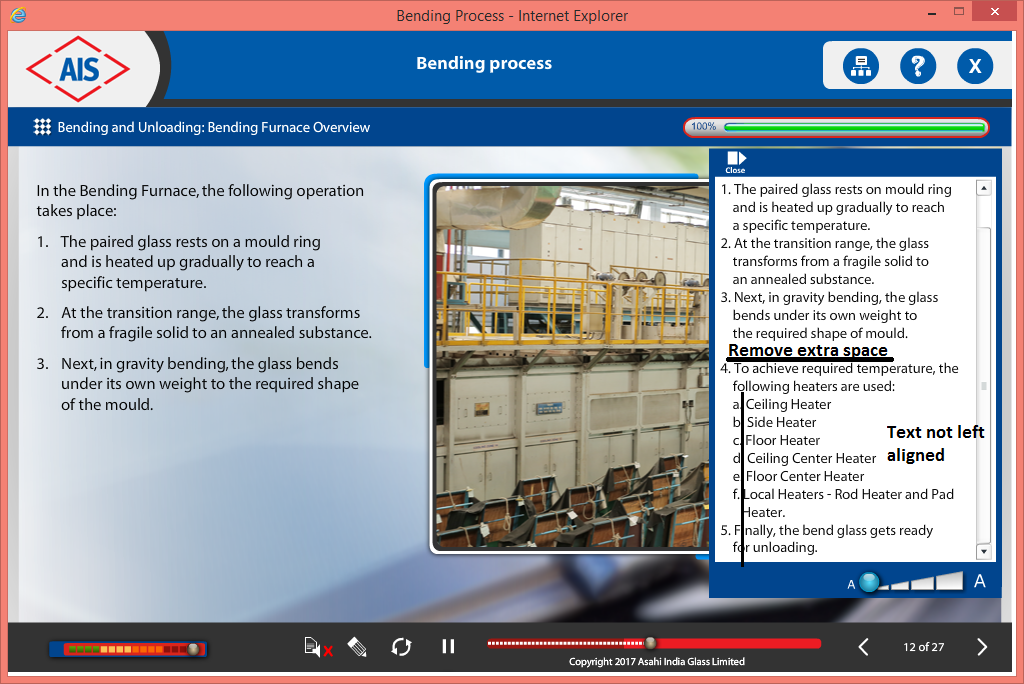 Bending Process - Internet Explorer
AIS
Bending process
?
X
Bending and Unloading: Bending Furnace Overview
100%
In the Bending Furnace, the following operation
takes place:
1. The paired glass rests on a mould ring
and is heated up gradually to reach a
specific temperature.
2. At the transition range, the glass transforms
from a fragile solid to an annealed substance.
3. Next, in gravity bending, the glass bends
under its own weight to the required shape
of the mould.
Close
1. The paired glass rests on mould ring
and is heated up gradually to reach
a specific temperature.
2. At the transition range, the glass
transforms from a fragile solid to
an annealed substance.
3. Next, in gravity bending, the glass
bends under its own weight to
the required shape of mould.
Remove extra space
4. To achieve required temperature, the
following heaters are used:
a. Ceiling Heater
b. Side Heater
c. Floor Heater
d. Ceiling Center Heater
e. Floor Center Heater
f. Local Heaters - Rod Heater and Pad
Heater.
Text not left
aligned
5. Finally, the bend glass gets ready
for unloading.
A
A
12 of 27
Copyright 2017 Asahi India Glass Limited